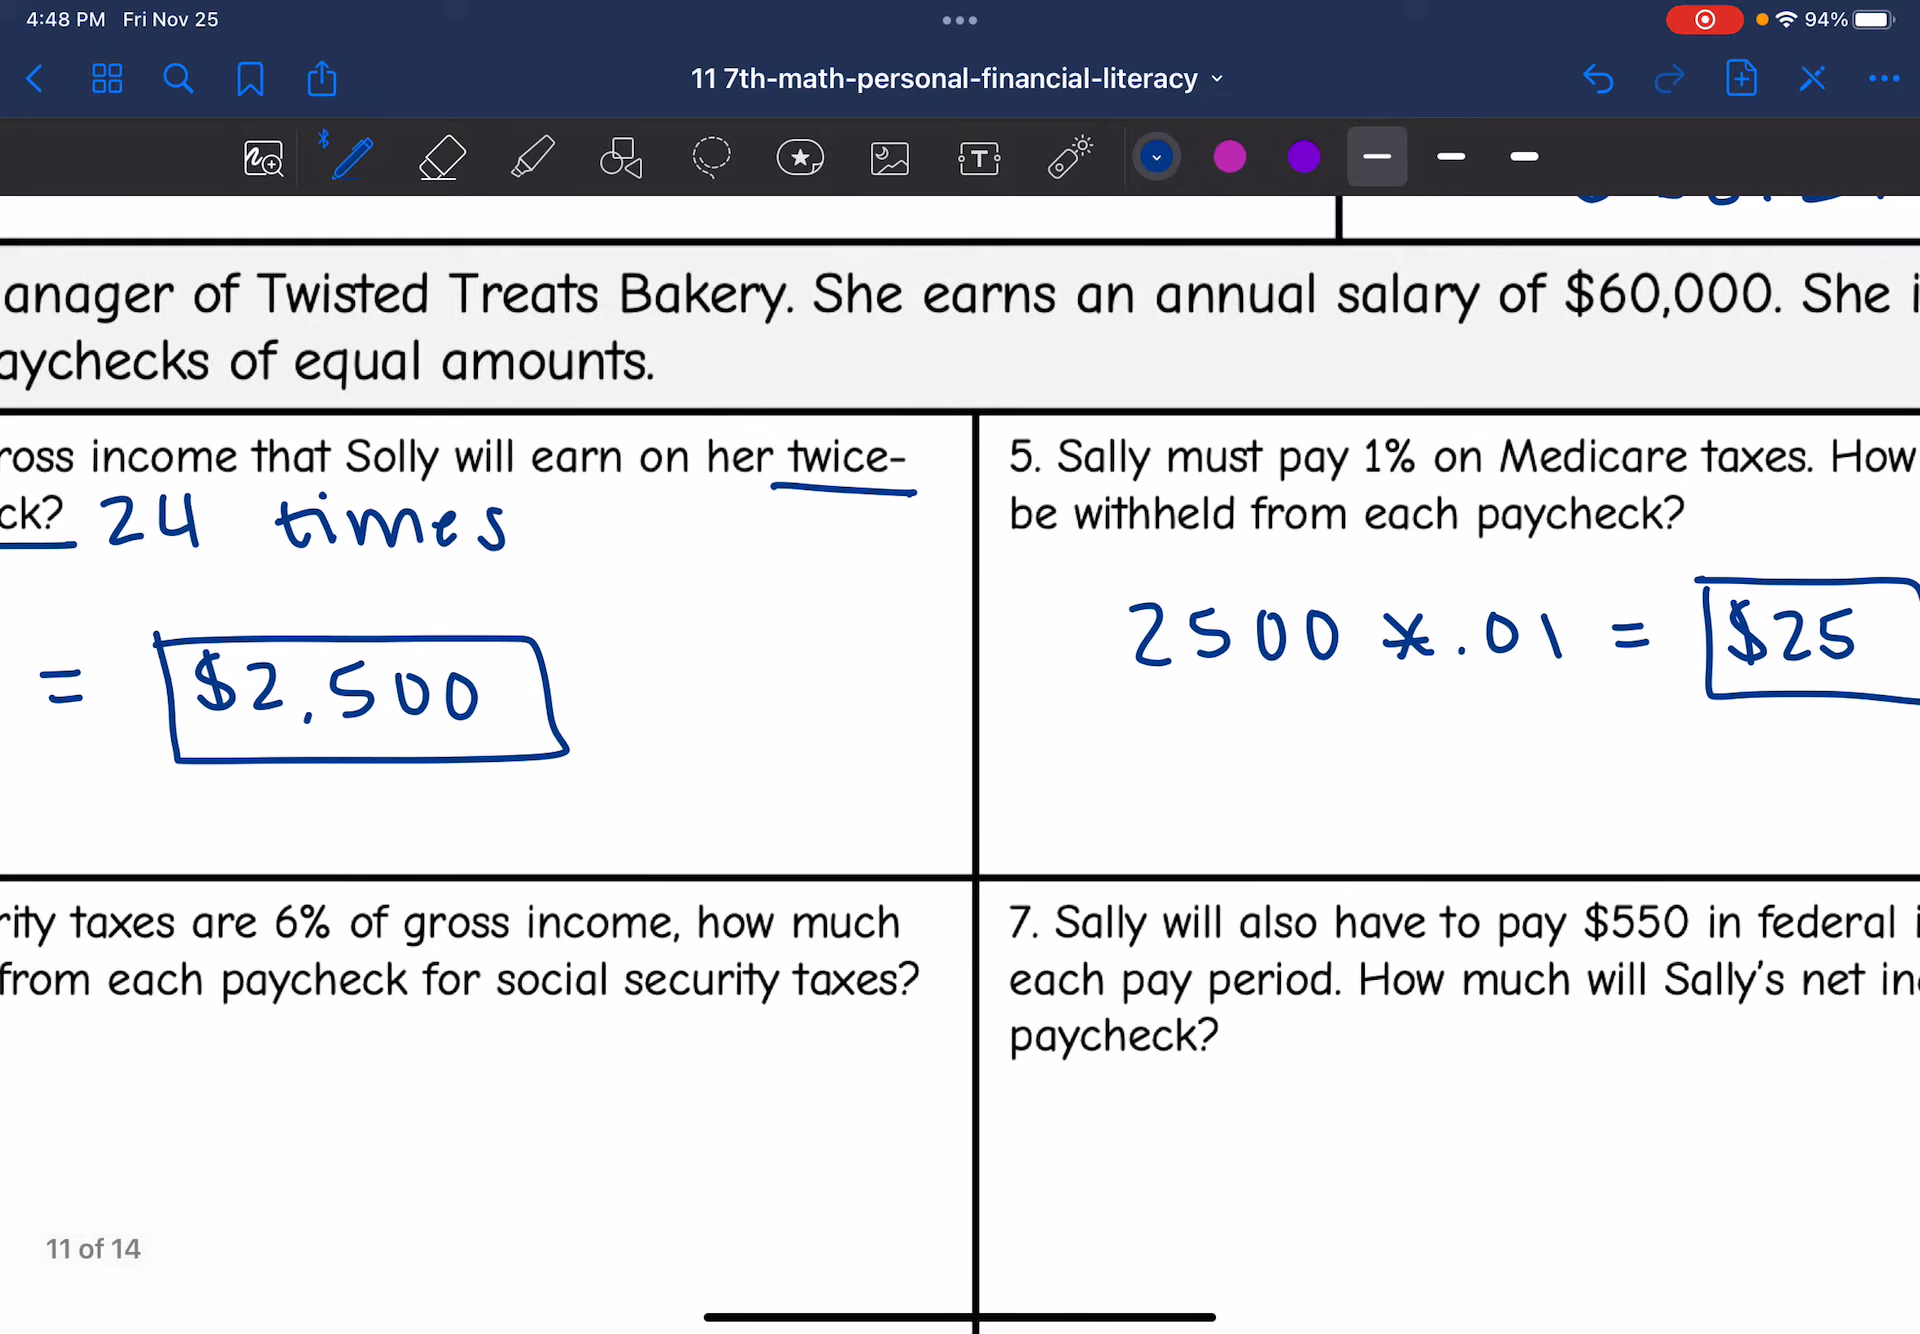 4:48 PM Fri Nov 25
94%
11 7th-math-personal-financial-literacy
T
anager of Twisted Treats Bakery. She earns an annual salary of $60,000. She i
aychecks of equal amounts.
ross income that Solly will earn on her twice-
ck? 24 times
= $2,500
5. Sally must pay 1% on Medicare taxes. How
be withheld from each paycheck?
2500 * .01 = $25
rity taxes are 6% of gross income, how much
from each paycheck for social security taxes?
7. Sally will also have to pay $550 in federal i
each pay period. How much will Sally's net in
paycheck?
11 of 14